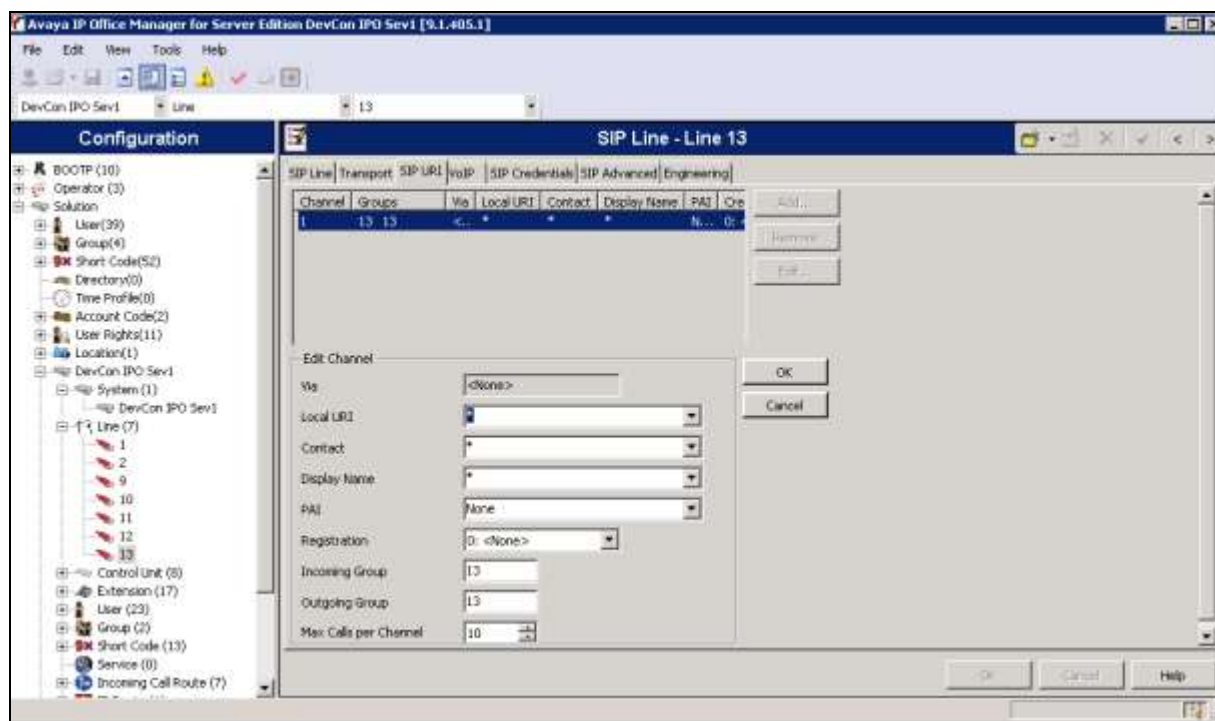 Avaya IP Office Manager for Server Edition DevCon IPO Sev1 [9.1.405.1]
File Edit View Tools Help
DevCon IPO Sev1 Line 13
Configuration
BOOTP (10)
Operator (3)
Solution
User(39)
Group(4)
Short Code(52)
Directory(0)
Time Profile(0)
Account Code(2)
User Rights(11)
Location(1)
DevCon IPO Sev1
System (1)
DevCon IPO Sev1
Line (7)
1
2
9
10
11
12
13
Control Unit (8)
Extension (17)
User (23)
Group (2)
Short Code (13)
Service (0)
Incoming Call Route (7)
SIP Line - Line 13
SIP Line Transport SIP URI VoIP SIP Credentials SIP Advanced Engineering
Channel Groups Via Local URI Contact Display Name PAI Cre
1 13 13 <... * * * N... 0: <
Add...
Remove
Edit...
Edit Channel
Via <None>
Local URI *
Contact *
Display Name *
PAI None
Registration 0: <None>
Incoming Group 13
Outgoing Group 13
Max Calls per Channel 10
OK
Cancel
OK Cancel Help